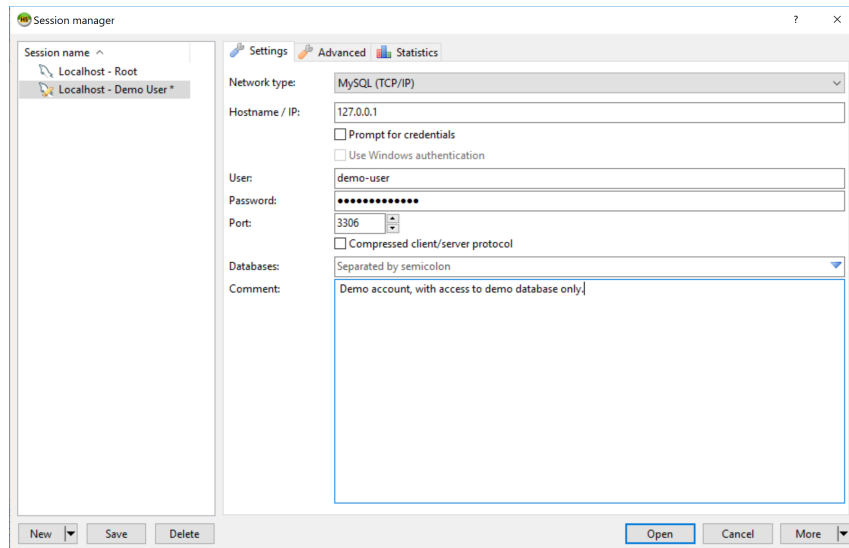 Session manager
Session name
Localhost - Root
Localhost - Demo User *
Settings
Advanced
Statistics
Network type:
MySQL (TCP/IP)
Hostname / IP:
127.0.0.1
Prompt for credentials
Use Windows authentication
User:
demo-user
Password:
•••••••••••••
Port:
3306
Compressed client/server protocol
Databases:
Separated by semicolon
Comment:
Demo account, with access to demo database only.
New
Save
Delete
Open
Cancel
More